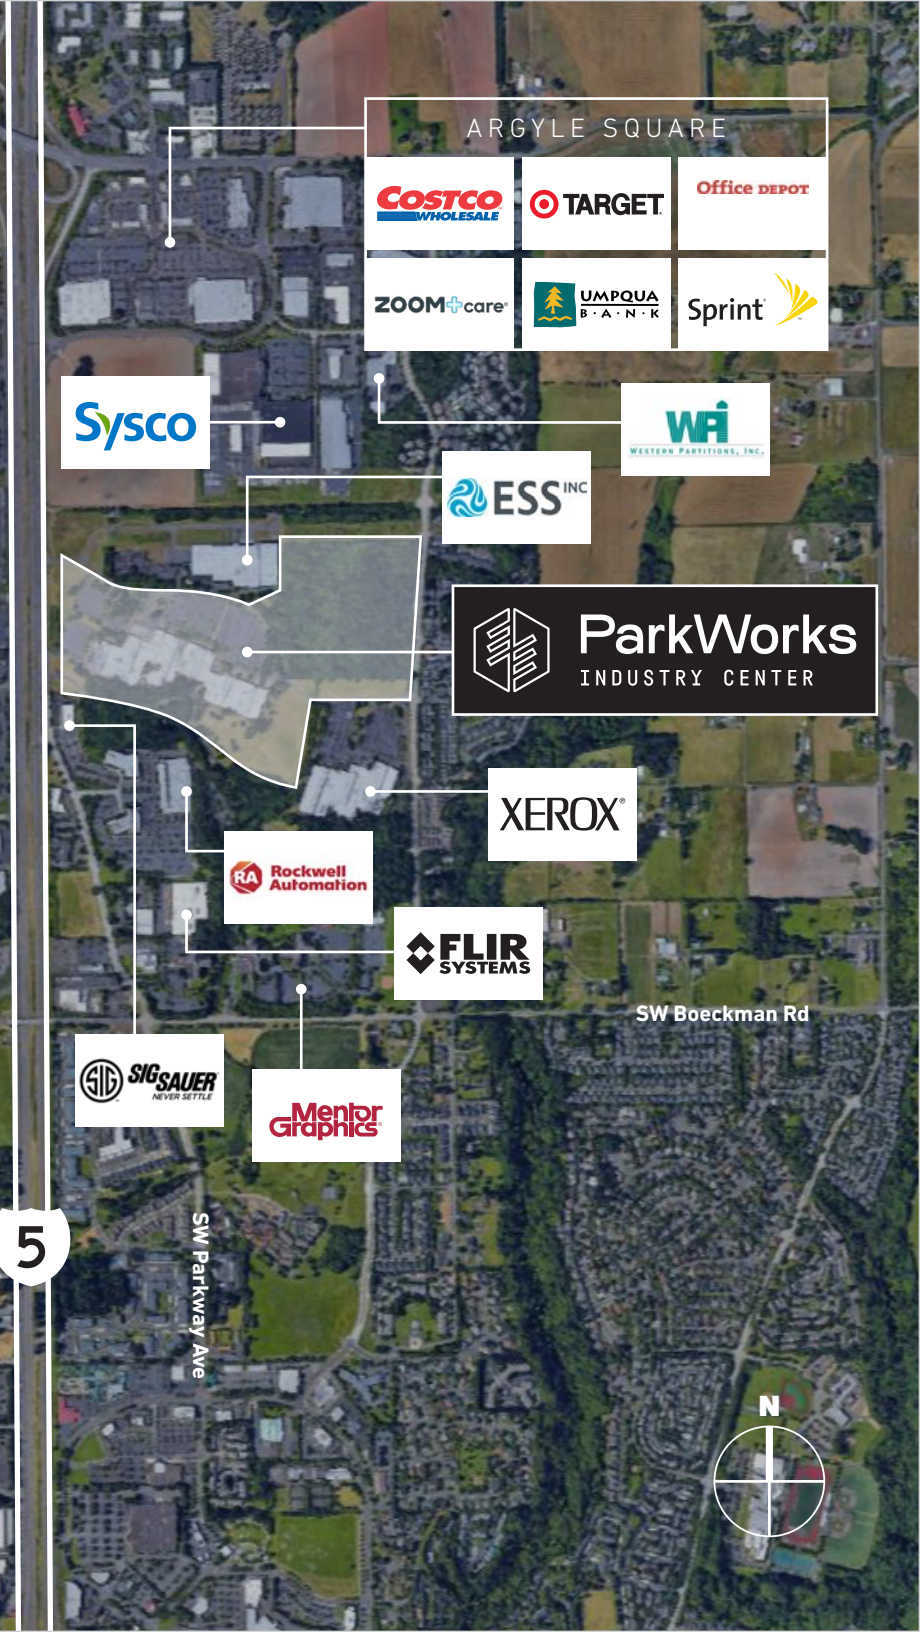 ARGYLE SQUARE
COSTCO
WHOLESALE
TARGET
Office DEPOT
ZOOM+care
UMPQUA
B·A·N·K
Sprint
Sysco
WPI
WESTERN PARTITIONS, INC.
ESS INC
ParkWorks
INDUSTRY CENTER
XEROX®
RA
Rockwell
Automation
FLIR
SYSTEMS
SW Boeckman Rd
SIG
SIG SAUER
NEVER SETTLE
Mentor
Graphics
5
SW Parkway Ave
N